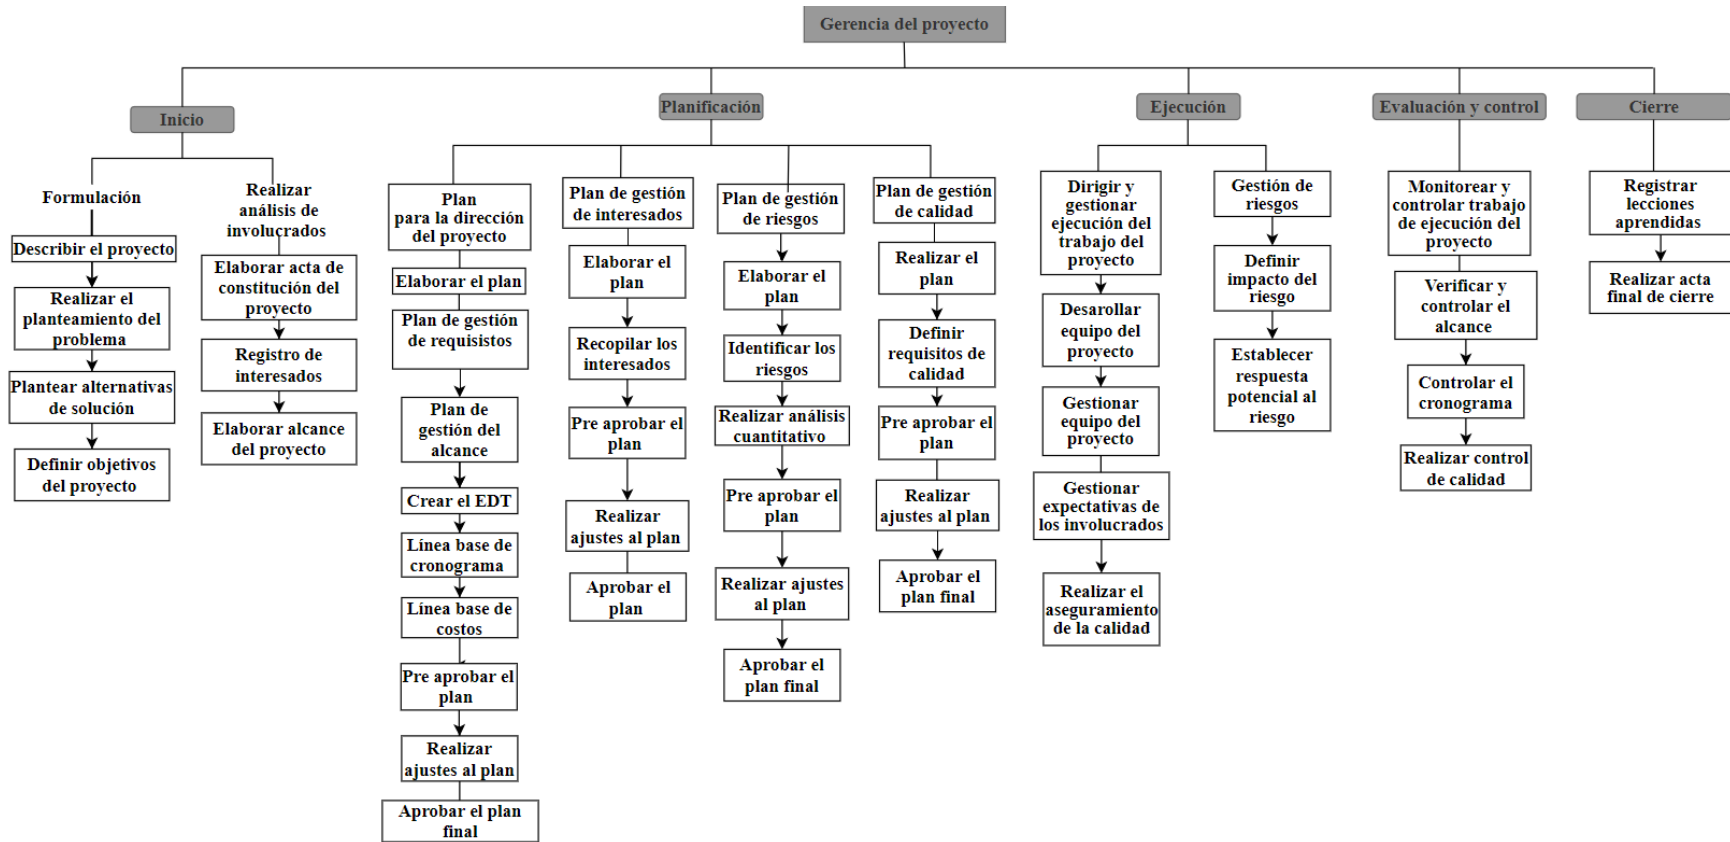 Gerencia del proyecto
Inicio
Planificación
Ejecución
Evaluación y control
Cierre
Formulación
Describir el proyecto
Realizar el
planteamiento del
problema
Plantear alternativas
de solución
Definir objetivos
del proyecto
Realizar
análisis de
involucrados
Elaborar acta de
constitución del
proyecto
Registro de
interesados
Elaborar alcance
del proyecto
Plan
para la dirección
del proyecto
Elaborar el plan
Plan de gestión
de requisistos
Plan de
gestión del
alcance
Crear el EDT
Línea base de
cronograma
Línea base de
costos
Pre aprobar el
plan
Realizar
ajustes al plan
Aprobar el plan
final
Plan de gestión
de interesados
Elaborar el
plan
Recopilar los
interesados
Pre aprobar el
plan
Realizar
ajustes al plan
Aprobar el
plan
Plan de gestión
de riesgos
Elaborar el
plan
Identificar los
riesgos
Realizar análisis
cuantitativo
Pre aprobar el
plan
Realizar ajustes
al plan
Aprobar el
plan final
Plan de gestión
de calidad
Realizar el
plan
Definir
requisitos de
calidad
Pre aprobar el
plan
Realizar
ajustes al plan
Aprobar el
plan final
Dirigir y
gestionar
ejecución del
trabajo del
proyecto
Desarollar
equipo del
proyecto
Gestionar
equipo del
proyecto
Gestionar
expectativas de
los involucrados
Realizar el
aseguramiento
de la calidad
Gestión de
riesgos
Definir
impacto del
riesgo
Establecer
respuesta
potencial al
riesgo
Monitorear y
controlar trabajo
de ejecución del
proyecto
Verificar y
controlar el
alcance
Controlar el
cronograma
Realizar control
de calidad
Registrar
lecciones
aprendidas
Realizar acta
final de cierre